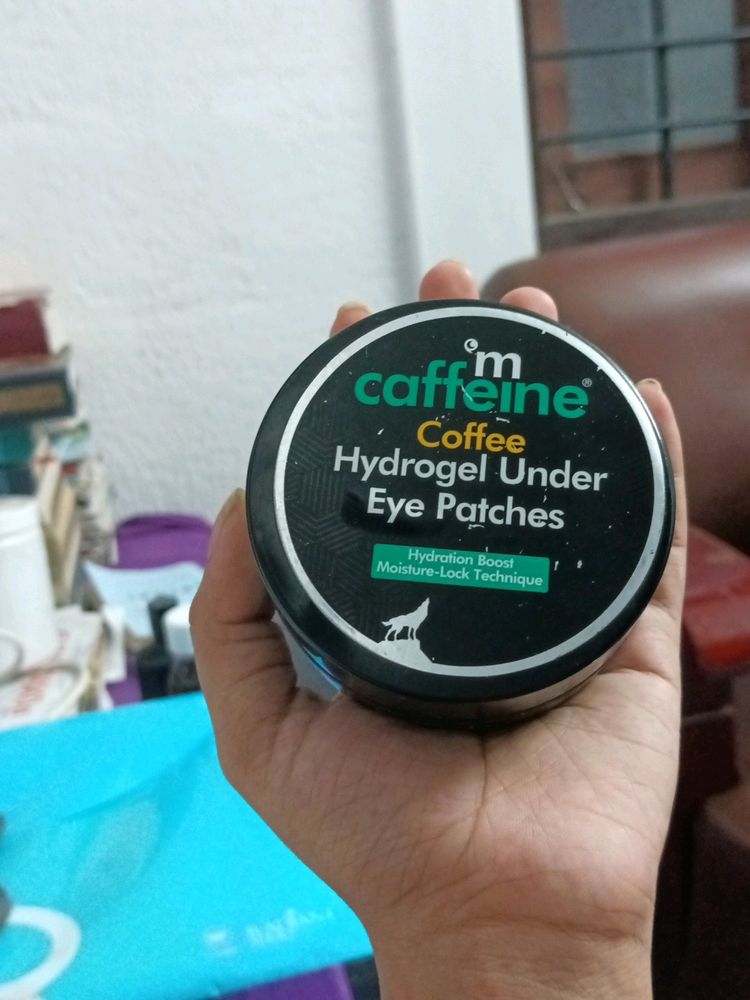 m
caffeine®
Coffee
Hydrogel Under
Eye Patches
Hydration Boost
Moisture-Lock Technique